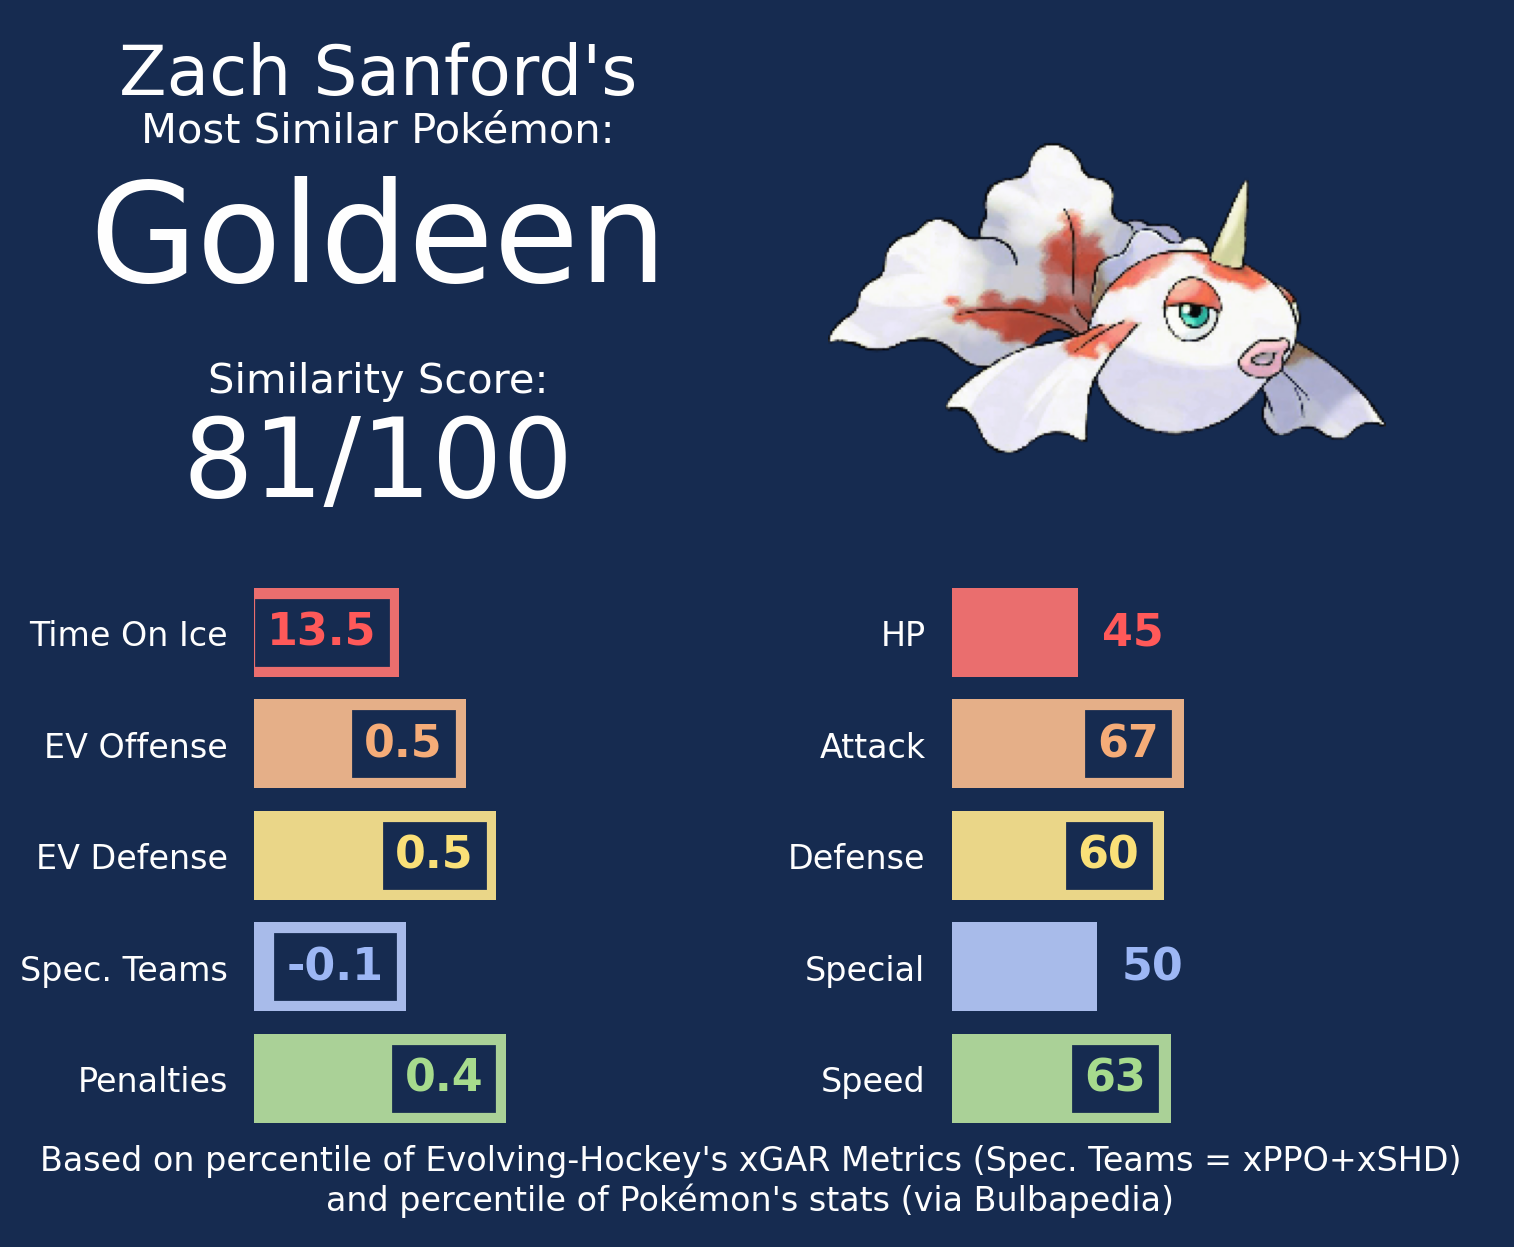 Zach Sanford's
Most Similar Pokémon:
Goldeen
Similarity Score:
81/100
Time On Ice 13.5
EV Offense 0.5
EV Defense 0.5
Spec. Teams -0.1
Penalties 0.4
HP 45
Attack 67
Defense 60
Special 50
Speed 63
Based on percentile of Evolving-Hockey's xGAR Metrics (Spec. Teams = xPPO+xSHD)
and percentile of Pokémon's stats (via Bulbapedia)